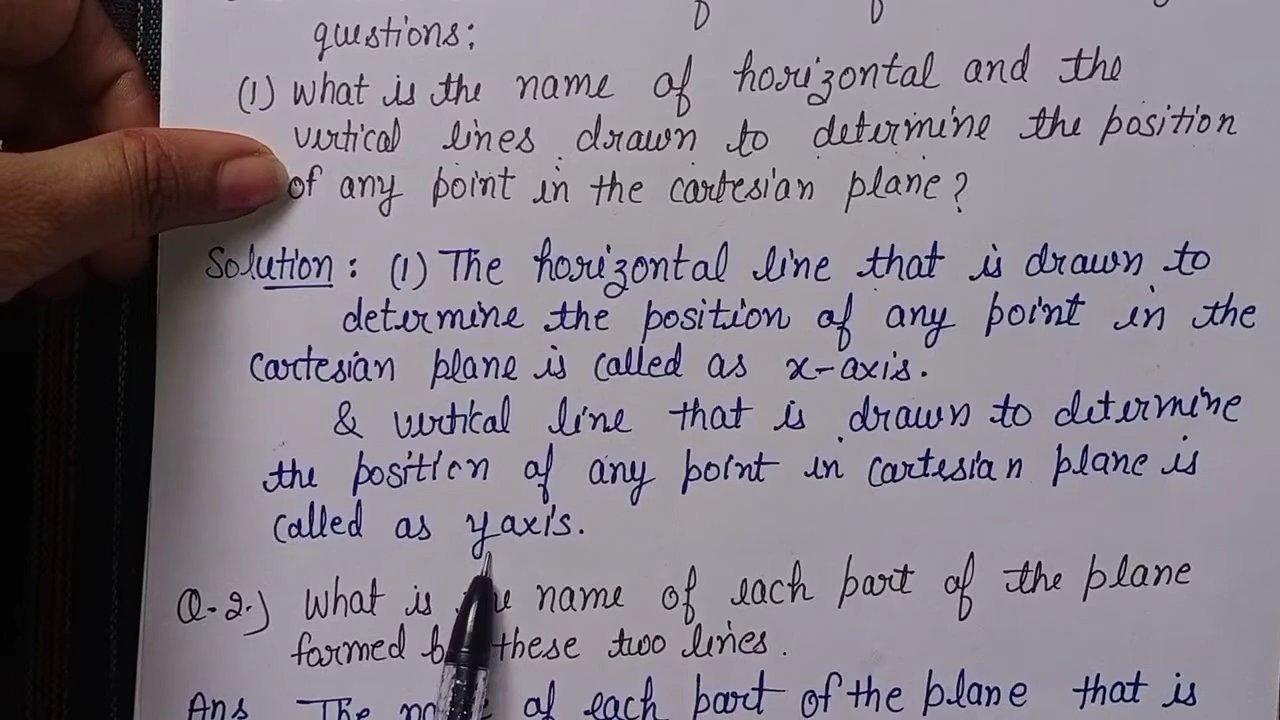 questions:
(1) What is the name of horizontal and the
vertical lines drawn to determine the position
of any point in the cartesian plane?
Solution: (1) The horizontal line that is drawn to
determine the position of any point in the
Cartesian plane is called as x-axis.
& vertical line that is drawn to determine
the position of any point in cartesian plane is
called as y axis.
Q-2.) What is name of each part of the plane
formed these two lines.
Ans The of each part of the plane that is